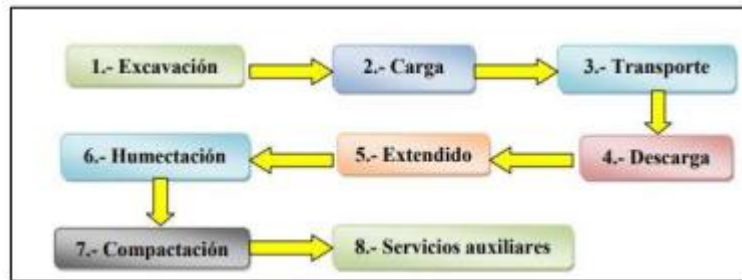 1.- Excavación
2.- Carga
3.- Transporte
4.- Descarga
5.- Extendido
6.- Humectación
7.- Compactación
8.- Servicios auxiliares